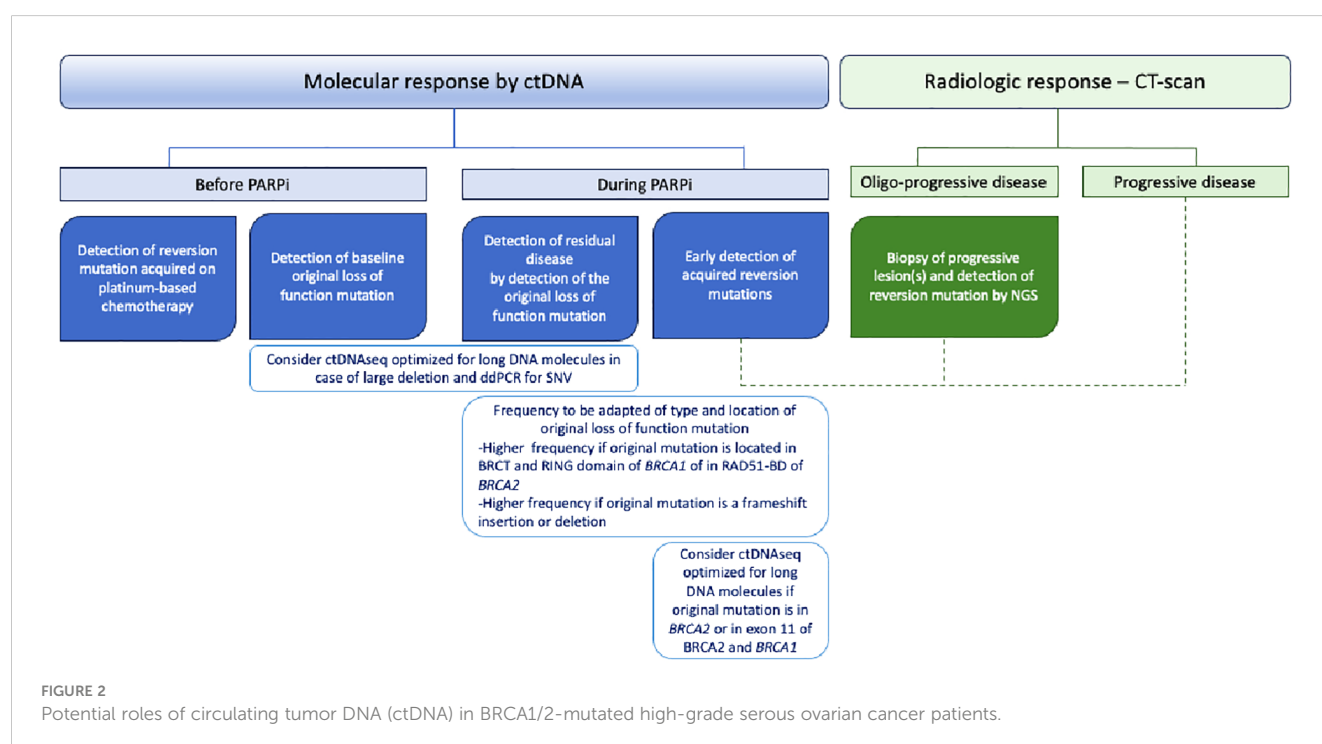 Molecular response by ctDNA
Radiologic response – CT-scan
Before PARPi
During PARPi
Oligo-progressive disease
Progressive disease
Detection of reversion
mutation acquired on
platinum-based
chemotherapy
Detection of baseline
original loss of
function mutation
Detection of residual
disease
by detection of the
original loss of
function mutation
Early detection of
acquired reversion
mutations
Biopsy of progressive
lesion(s) and detection of
reversion mutation by NGS
Consider ctDNAseq optimized for long DNA molecules in
case of large deletion and ddPCR for SNV
Frequency to be adapted of type and location of
original loss of function mutation
-Higher frequency if original mutation is located in
BRCT and RING domain of BRCA1 of in RAD51-BD of
BRCA2
-Higher frequency if original mutation is a frameshift
insertion or deletion
Consider ctDNAseq
optimized for long
DNA molecules if
original mutation is in
BRCA2 or in exon 11 of
BRCA2 and BRCA1
FIGURE 2
Potential roles of circulating tumor DNA (ctDNA) in BRCA1/2-mutated high-grade serous ovarian cancer patients.